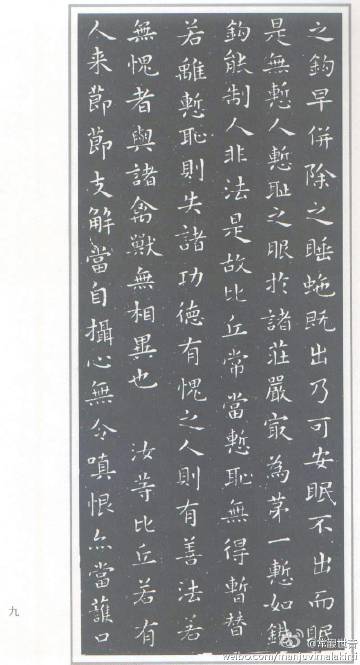 之鈎早併除之睡虵既出乃可安眠不出而眠
是無慙人慙耻之服於諸莊嚴㝡為第一慙如鐵
鈎能制人非法是故比丘常當慙恥無得暫替
若離慙恥則失諸功德有愧之人則有善法若
無愧者與諸禽獸無相異也 汝等比丘若有
人来節節支解當自攝心無令嗔恨亦當護口
九
weibo.com/manjuvimalakirti